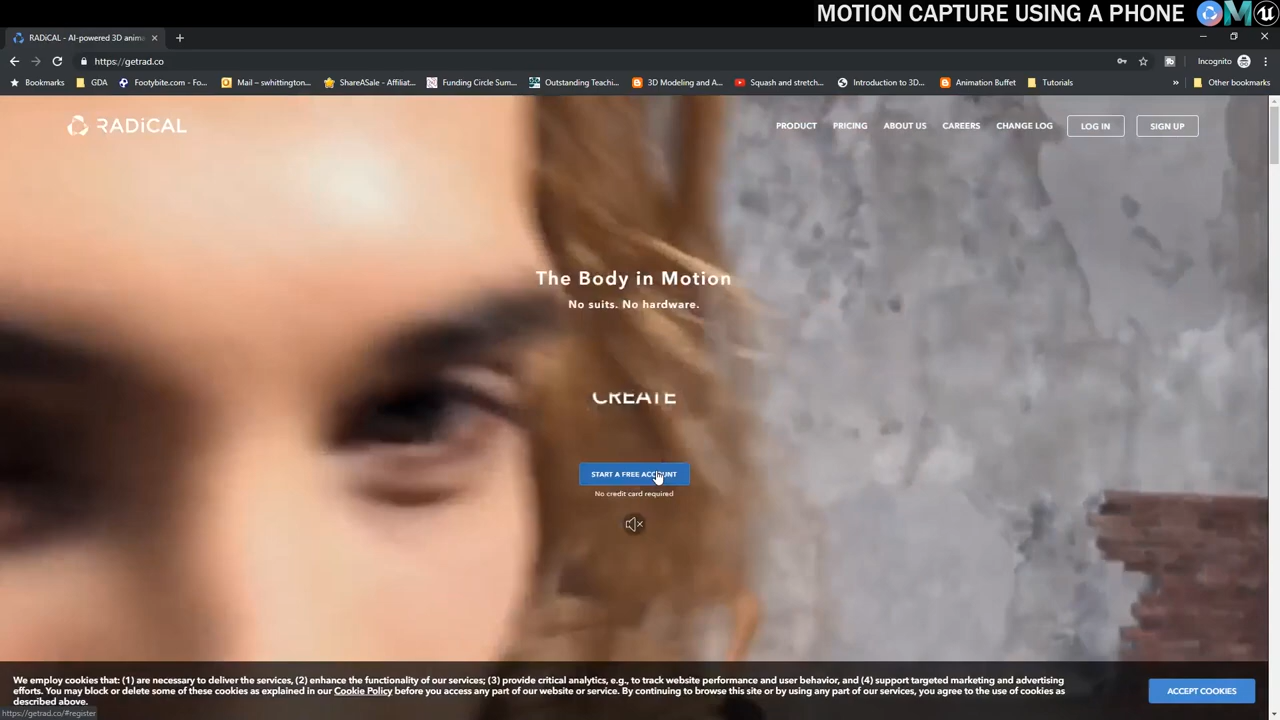 MOTION CAPTURE USING A PHONE
RADiCAL - AI-powered 3D anima
https://getrad.co
Incognito
Bookmarks GDA Footybite.com - Fo... Mail – swhittington... ShareASale - Affiliat... Funding Circle Sum... Outstanding Teachi... 3D Modeling and A... Squash and stretch... Introduction to 3D... Animation Buffet Tutorials » Other bookmarks
RADiCAL
PRODUCT PRICING ABOUT US CAREERS CHANGE LOG LOG IN SIGN UP
The Body in Motion
No suits. No hardware.
CREATE
START A FREE ACCOUNT
No credit card required
We employ cookies that: (1) are necessary to deliver the services, (2) enhance the functionality of our services; (3) provide critical analytics, e.g., to track website performance and user behavior, and (4) support targeted marketing and advertising
efforts. You may block or delete some of these cookies as explained in our Cookie Policy before you access any part of our website or service. By continuing to browse this site or by using any part of our services, you agree to the use of cookies as
described above.
ACCEPT COOKIES
https://getrad.co/#register